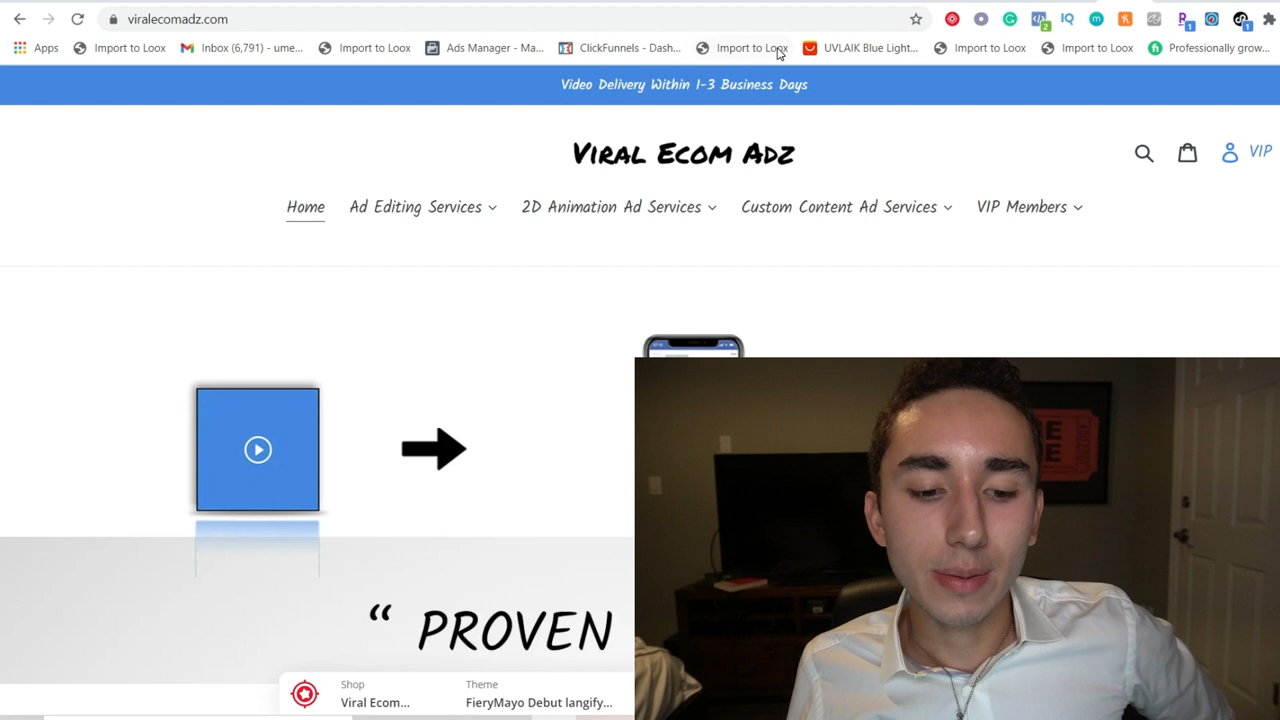 viralecomadz.com
2
1
1
Apps
Import to Loox
Inbox (6,791) - ume...
Import to Loox
Ads Manager - Ma...
ClickFunnels - Dash...
Import to Loox
UVLAIK Blue Light...
Import to Loox
Import to Loox
Professionally grow...
Video Delivery Within 1-3 Business Days
Viral Ecom Adz
VIP
Home
Ad Editing Services
2D Animation Ad Services
Custom Content Ad Services
VIP Members
“ PROVEN
Shop
Theme
Viral Ecom...
FieryMayo Debut langify...